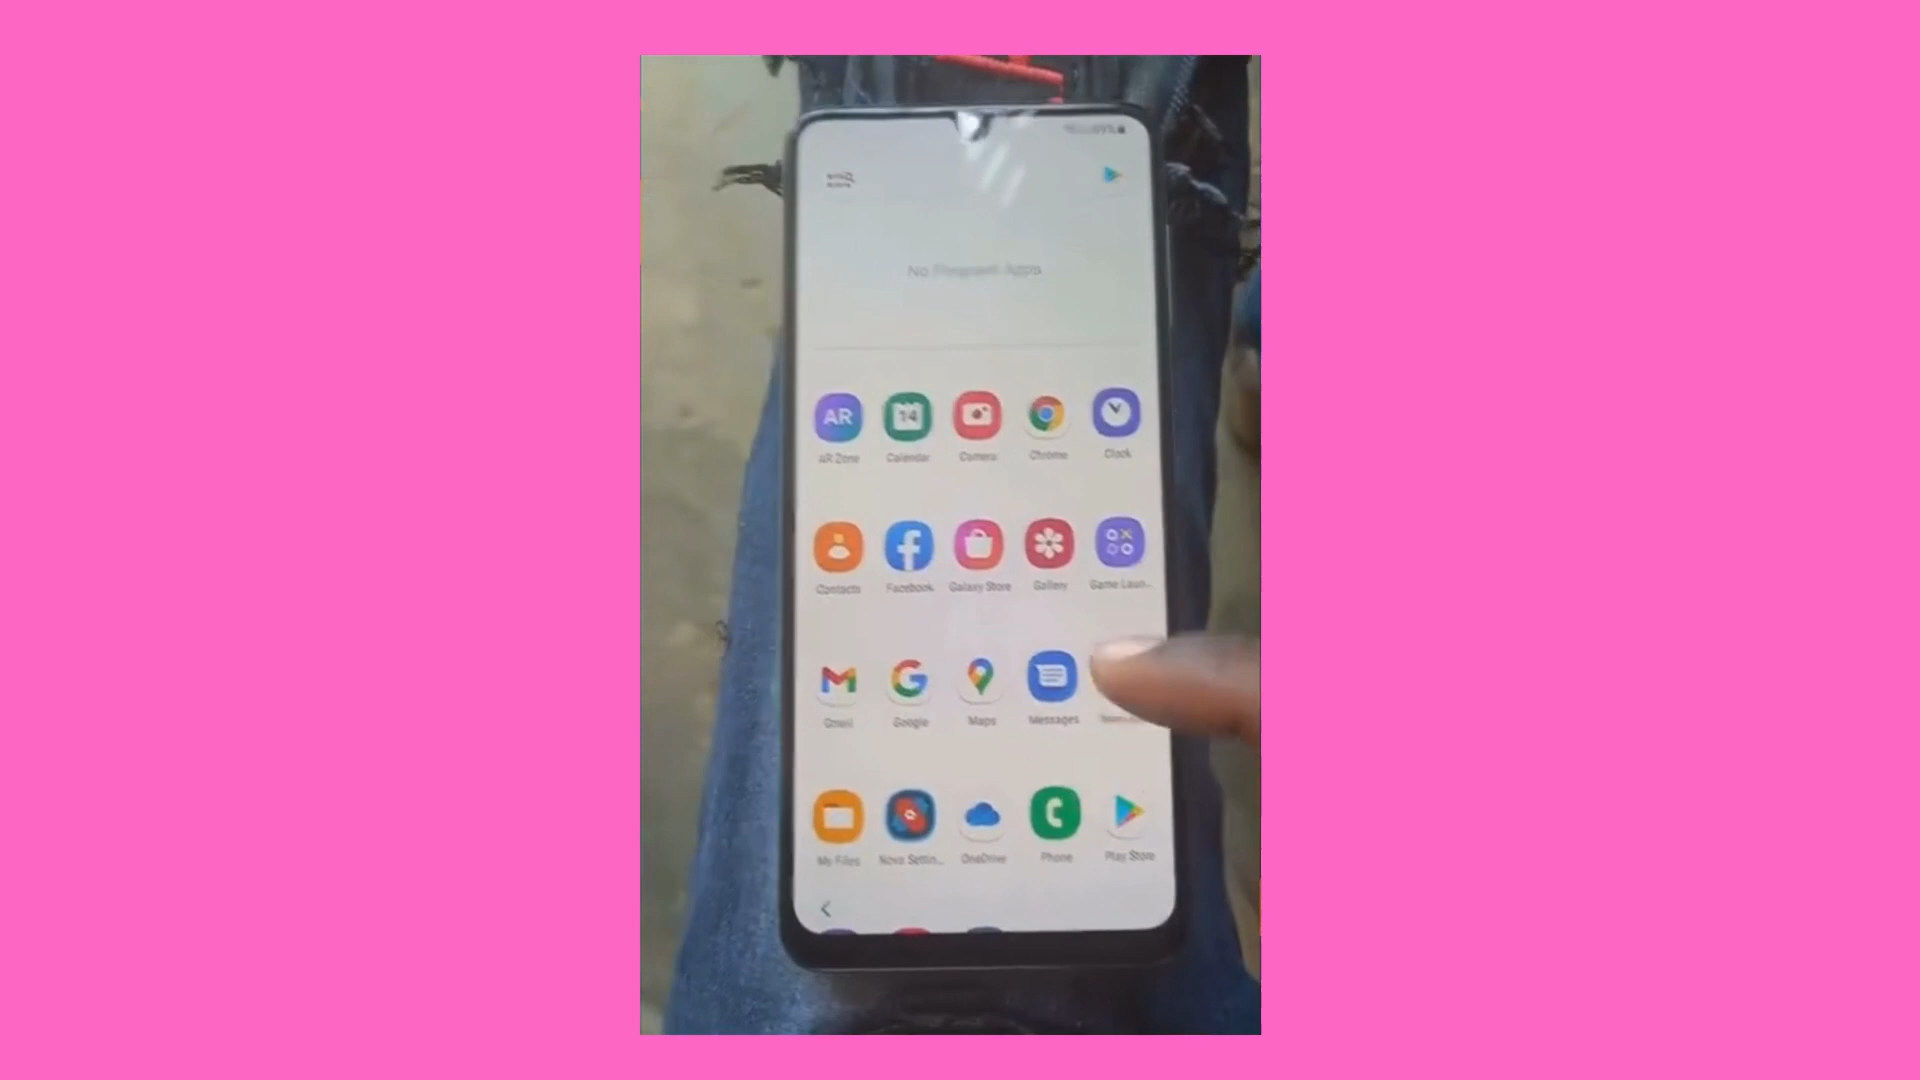 No Frequent Apps
AR
14
AR Zone Calendar Camera Chrome Clock
Contacts Facebook Galaxy Store Gallery Game Laun...
Gmail Google Maps Messages
My Files Nova Settin... OneDrive Phone Play Store